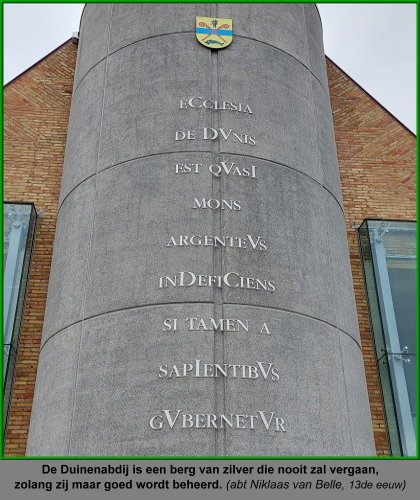 eCclesia
de DVnis
est qVasI
mons
argenteVs
inDefiCiens
si tamen a
sapIentibVs
gVbernetVr
De Duinenabdij is een berg van zilver die nooit zal vergaan,
zolang zij maar goed wordt beheerd. (abt Niklaas van Belle, 13de eeuw)